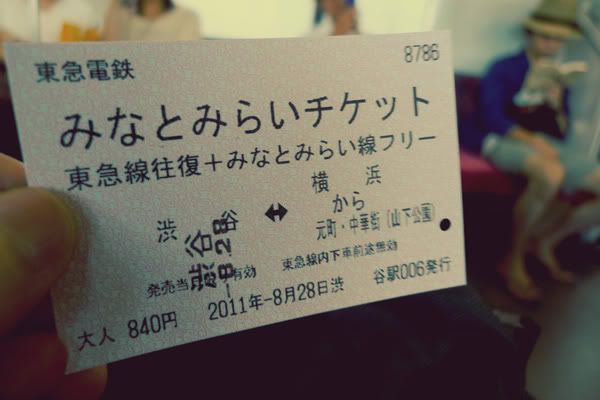 東急電鉄
8786
みなとみらいチケット
東急線往復+みなとみらい線フリー
渋谷 ⬌ 横浜
から
元町・中華街(山下公園)
渋谷
-8.28
発売当 有効 東急線内下車前途無効
大人 840円 2011年-8月28日渋 谷駅006発行